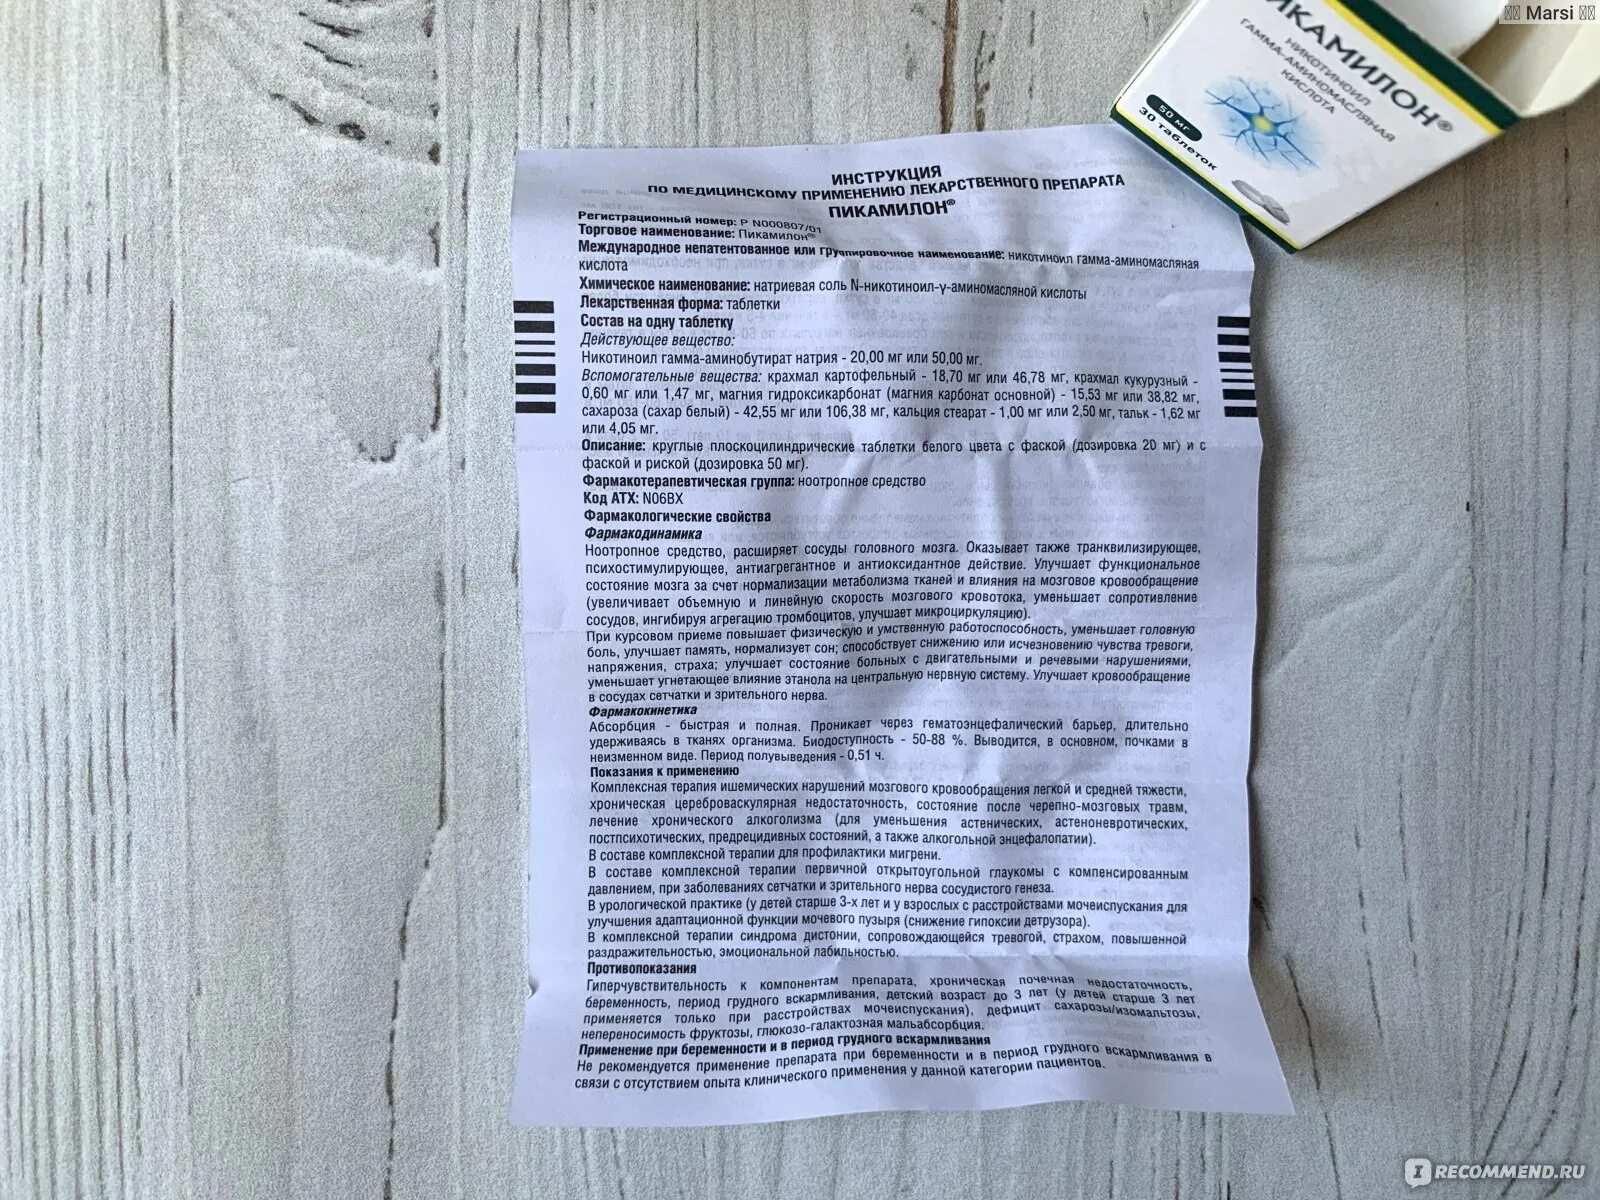 Marsi
ПИКАМИЛОН®
НИКОТИНОИЛ
ГАММА-АМИНОМАСЛЯНАЯ
КИСЛОТА
50 мг
30 таблеток
ИНСТРУКЦИЯ
ПО МЕДИЦИНСКОМУ ПРИМЕНЕНИЮ ЛЕКАРСТВЕННОГО ПРЕПАРАТА
ПИКАМИЛОН®
Регистрационный номер: Р N000807/01
Торговое наименование: Пикамилон®
Международное непатентованное или группировочное наименование: никотиноил гамма-аминомасляная
кислота
Химическое наименование: натриевая соль N-никотиноил-γ-аминомасляной кислоты
Лекарственная форма: таблетки
Состав на одну таблетку
Действующее вещество:
Никотиноил гамма-аминобутират натрия - 20,00 мг или 50,00 мг.
Вспомогательные вещества: крахмал картофельный - 18,70 мг или 46,78 мг, крахмал кукурузный -
0,60 мг или 1,47 мг, магния гидроксикарбонат (магния карбонат основной) - 15,53 мг или 38,82 мг,
сахароза (сахар белый) - 42,55 мг или 106,38 мг, кальция стеарат - 1,00 мг или 2,50 мг, тальк - 1,62 мг
или 4,05 мг.
Описание: круглые плоскоцилиндрические таблетки белого цвета с фаской (дозировка 20 мг) и с
фаской и риской (дозировка 50 мг).
Фармакотерапевтическая группа: ноотропное средство
Код АТХ: N06BX
Фармакологические свойства
Фармакодинамика
Ноотропное средство, расширяет сосуды головного мозга. Оказывает также транквилизирующее,
психостимулирующее, антиагрегантное и антиоксидантное действие. Улучшает функциональное
состояние мозга за счет нормализации метаболизма тканей и влияния на мозговое кровообращение
(увеличивает объемную и линейную скорость мозгового кровотока, уменьшает сопротивление
сосудов, ингибируя агрегацию тромбоцитов, улучшает микроциркуляцию).
При курсовом приеме повышает физическую и умственную работоспособность, уменьшает головную
боль, улучшает память, нормализует сон; способствует снижению или исчезновению чувства тревоги,
напряжения, страха; улучшает состояние больных с двигательными и речевыми нарушениями,
уменьшает угнетающее влияние этанола на центральную нервную систему. Улучшает кровообращение
в сосудах сетчатки и зрительного нерва.
Фармакокинетика
Абсорбция - быстрая и полная. Проникает через гематоэнцефалический барьер, длительно
удерживаясь в тканях организма. Биодоступность - 50-88 %. Выводится, в основном, почками в
неизменном виде. Период полувыведения - 0,51 ч.
Показания к применению
Комплексная терапия ишемических нарушений мозгового кровообращения легкой и средней тяжести,
хроническая цереброваскулярная недостаточность, состояние после черепно-мозговых травм,
лечение хронического алкоголизма (для уменьшения астенических, астеноневротических,
постпсихотических, предрецидивных состояний, а также алкогольной энцефалопатии).
В составе комплексной терапии для профилактики мигрени.
В составе комплексной терапии первичной открытоугольной глаукомы с компенсированным
давлением, при заболеваниях сетчатки и зрительного нерва сосудистого генеза.
В урологической практике (у детей старше 3-х лет и у взрослых с расстройствами мочеиспускания для
улучшения адаптационной функции мочевого пузыря (снижение гипоксии детрузора).
В комплексной терапии синдрома дистонии, сопровождающейся тревогой, страхом, повышенной
раздражительностью, эмоциональной лабильностью.
Противопоказания
Гиперчувствительность к компонентам препарата, хроническая почечная недостаточность,
беременность, период грудного вскармливания, детский возраст до 3 лет (у детей старше 3 лет
применяется только при расстройствах мочеиспускания), дефицит сахарозы/изомальтозы,
непереносимость фруктозы, глюкозо-галактозная мальабсорбция.
Применение при беременности и в период грудного вскармливания
Не рекомендуется применение препарата при беременности и в период грудного вскармливания в
связи с отсутствием опыта клинического применения у данной категории пациентов.
IRECOMMEND.RU